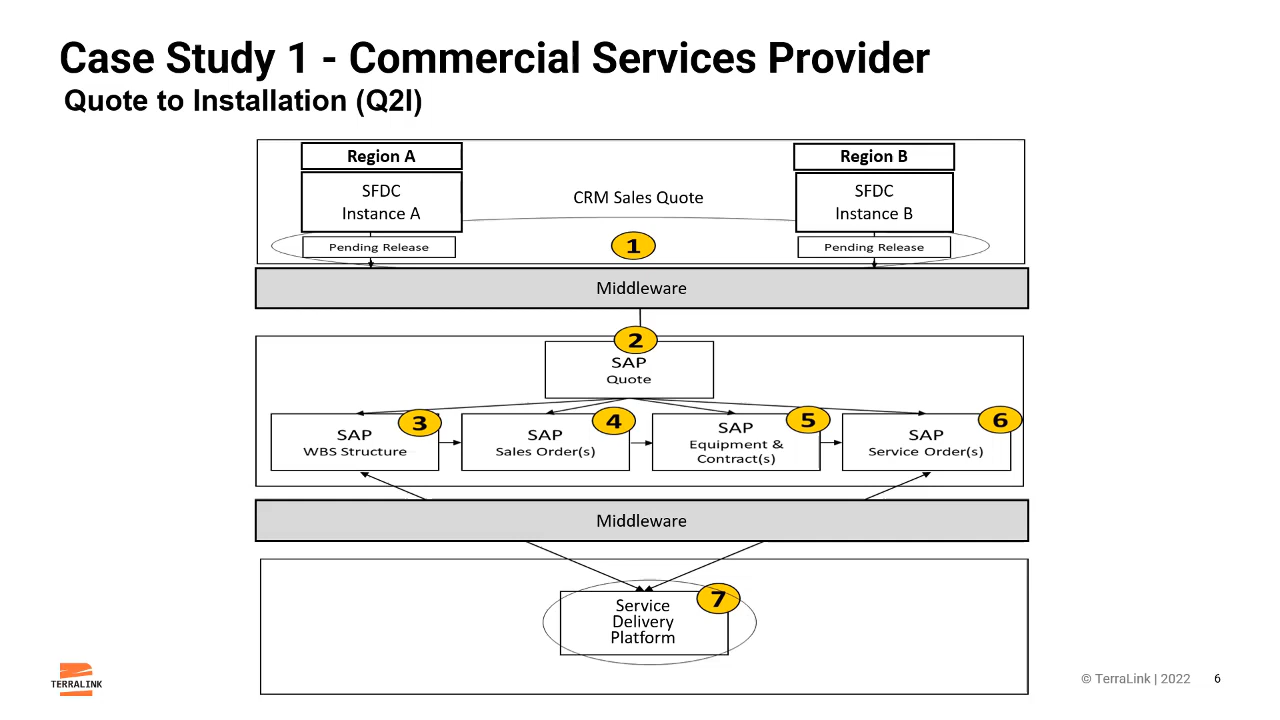 Case Study 1 - Commercial Services Provider
Quote to Installation (Q2I)
Region A
Region B
SFDC
Instance A
CRM Sales Quote
SFDC
Instance B
Pending Release
1
Pending Release
Middleware
2
SAP
Quote
3
4
5
6
SAP
WBS Structure
SAP
Sales Order(s)
SAP
Equipment &
Contract(s)
SAP
Service Order(s)
Middleware
7
Service
Delivery
Platform
TERRALINK
© TerraLink | 2022
6